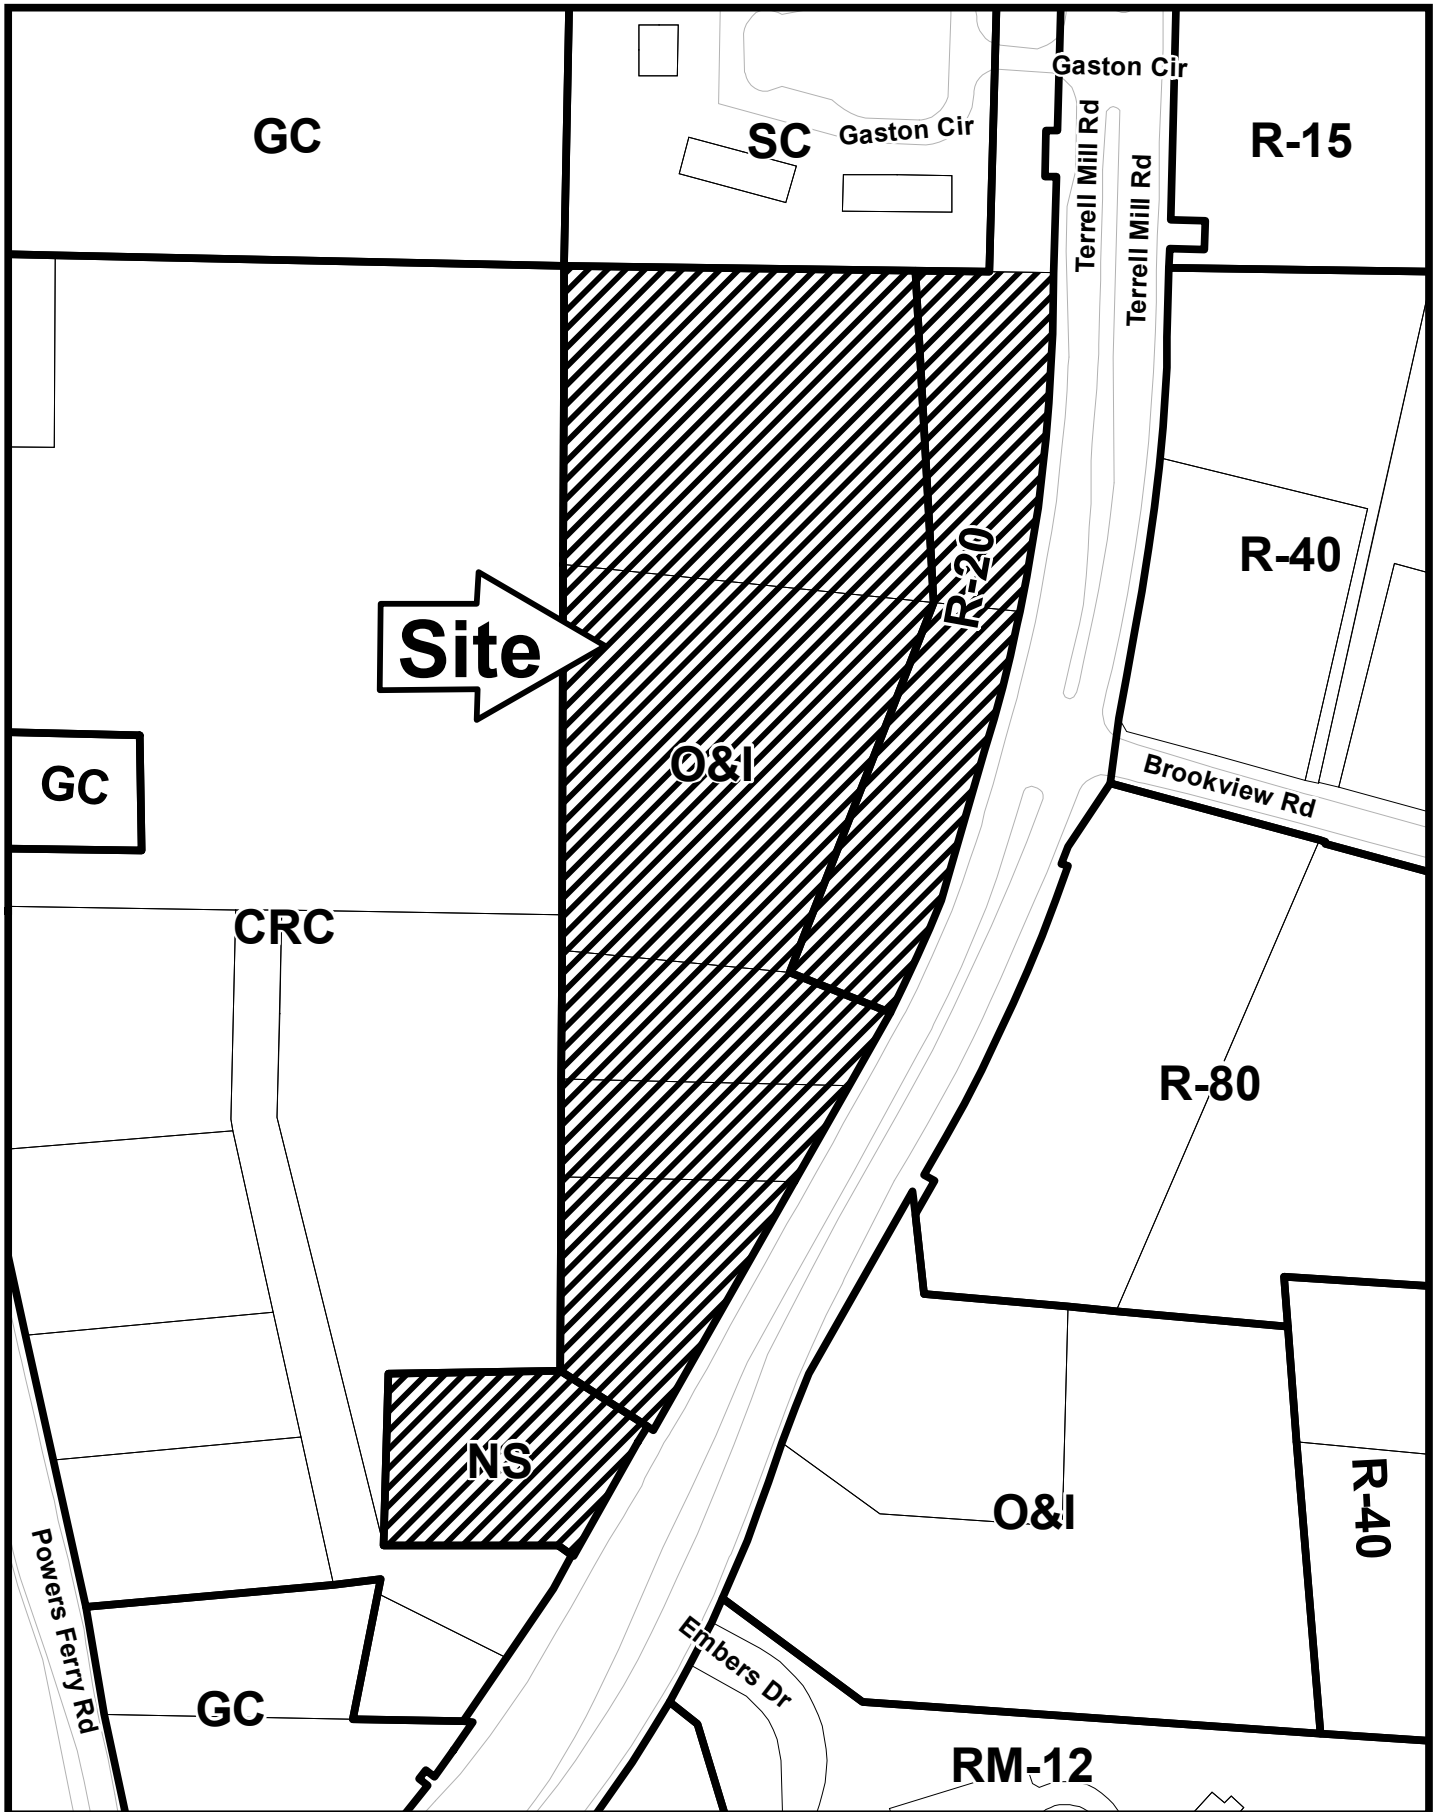 Gaston Cir
GC
SC
Gaston Cir
R-15
Terrell Mill Rd
Terrell Mill Rd
R-40
R-20
Site
O&I
GC
Brookview Rd
CRC
R-80
NS
O&I
R-40
Powers Ferry Rd
Embers Dr
GC
RM-12